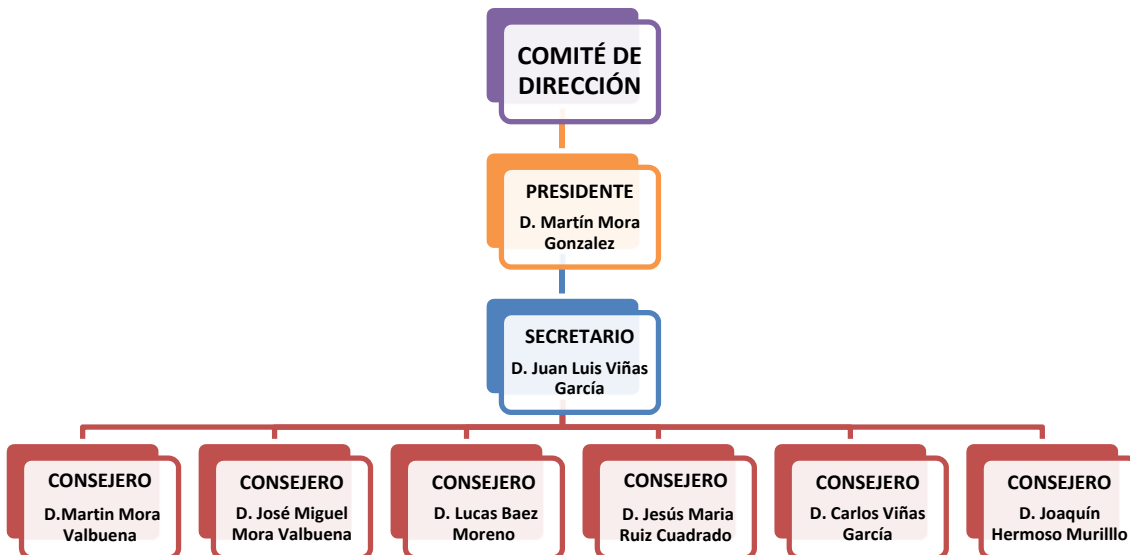 COMITÉ DE
DIRECCIÓN
PRESIDENTE
D. Martín Mora
Gonzalez
SECRETARIO
D. Juan Luis Viñas
García
CONSEJERO
D.Martin Mora
Valbuena
CONSEJERO
D. José Miguel
Mora Valbuena
CONSEJERO
D. Lucas Baez
Moreno
CONSEJERO
D. Jesús Maria
Ruiz Cuadrado
CONSEJERO
D. Carlos Viñas
García
CONSEJERO
D. Joaquín
Hermoso Murilllo